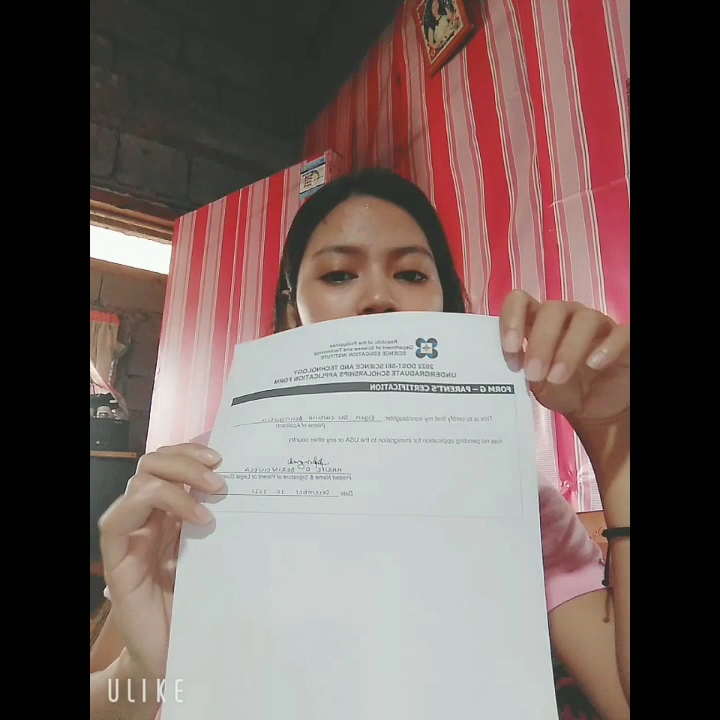 Republic of the Philippines
Department of Science and Technology
SCIENCE EDUCATION INSTITUTE
2022 DOST-SEI SCIENCE AND TECHNOLOGY
UNDERGRADUATE SCHOLARSHIPS APPLICATION FORM
FORM G – PARENT'S CERTIFICATION
This is to certify that my son/daughter,
(Name of Applicant)
has no pending application for immigration to the USA or any other country.
Printed Name & Signature of Parent or Legal
Date December 20, 2021
ULIKE